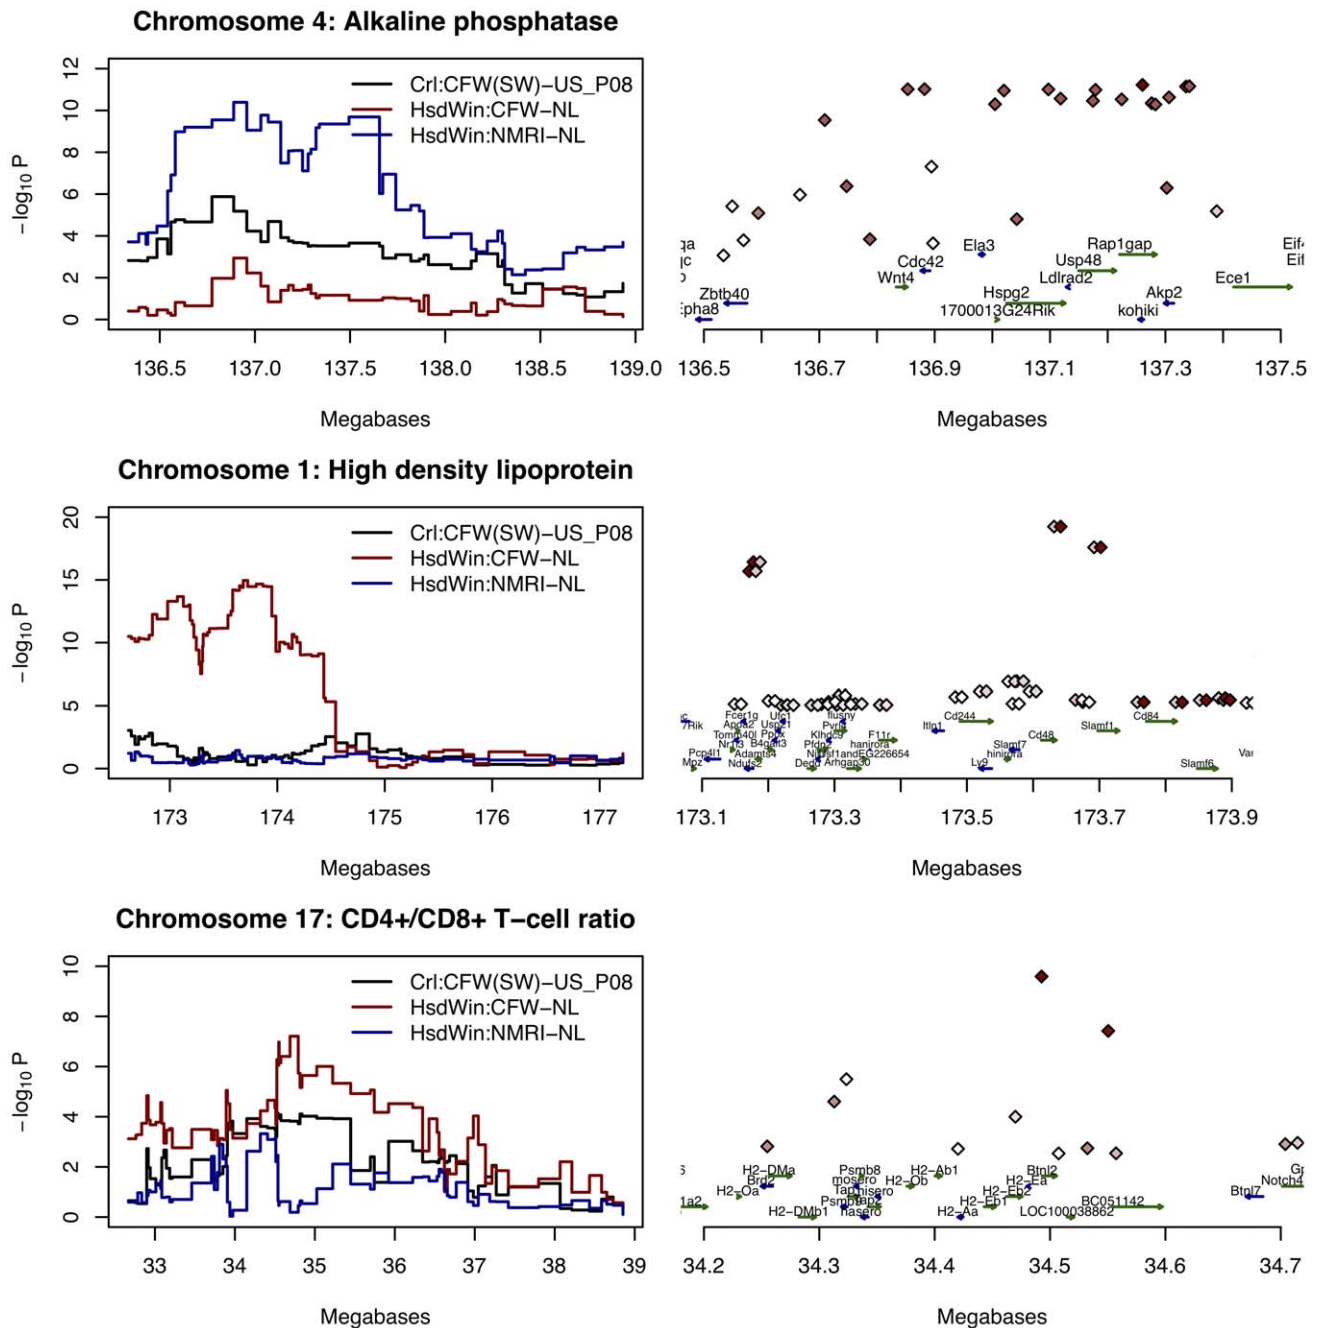 Chromosome 4: Alkaline phosphatase
−log10 P
12
10
8
6
4
2
0
Crl:CFW(SW)−US_P08
HsdWin:CFW−NL
HsdWin:NMRI−NL
136.5 137.0 137.5 138.0 138.5 139.0
Megabases
Zbtb40
Wnt4
Cdc42
Ela3
1700013G24Rik
Hspg2
Ldlrad2
Usp48
Rap1gap
kohiki
Akp2
Ece1
136.5 136.7 136.9 137.1 137.3 137.5
Megabases
Chromosome 1: High density lipoprotein
−log10 P
20
15
10
5
0
Crl:CFW(SW)−US_P08
HsdWin:CFW−NL
HsdWin:NMRI−NL
173 174 175 176 177
Megabases
7Rik
Pcp4l1
Mpz
Fcer1g
Apoa2
Tomm40l
Nr1i3
Adamts4
Ndufs2
Ufc1
Usp21
Ppox
B4galt3
Dedd
Pfdn2
Klhdc9
Pvrl4
Arhgap30
F11r
Itln1
Cd244
Ly9
Slamf7
Cd48
Slamf1
Cd84
Slamf6
173.1 173.3 173.5 173.7 173.9
Megabases
Chromosome 17: CD4+/CD8+ T−cell ratio
−log10 P
10
8
6
4
2
0
Crl:CFW(SW)−US_P08
HsdWin:CFW−NL
HsdWin:NMRI−NL
33 34 35 36 37 38 39
Megabases
H2−DMa
Brd2
H2−Oa
H2−DMb1
Psmb8
H2−Ob
H2−Ab1
H2−Aa
H2−Eb1
H2−Eb2
H2−Ea
Btnl2
LOC100038862
BC051142
Btnl7
Notch4
34.2 34.3 34.4 34.5 34.6 34.7
Megabases